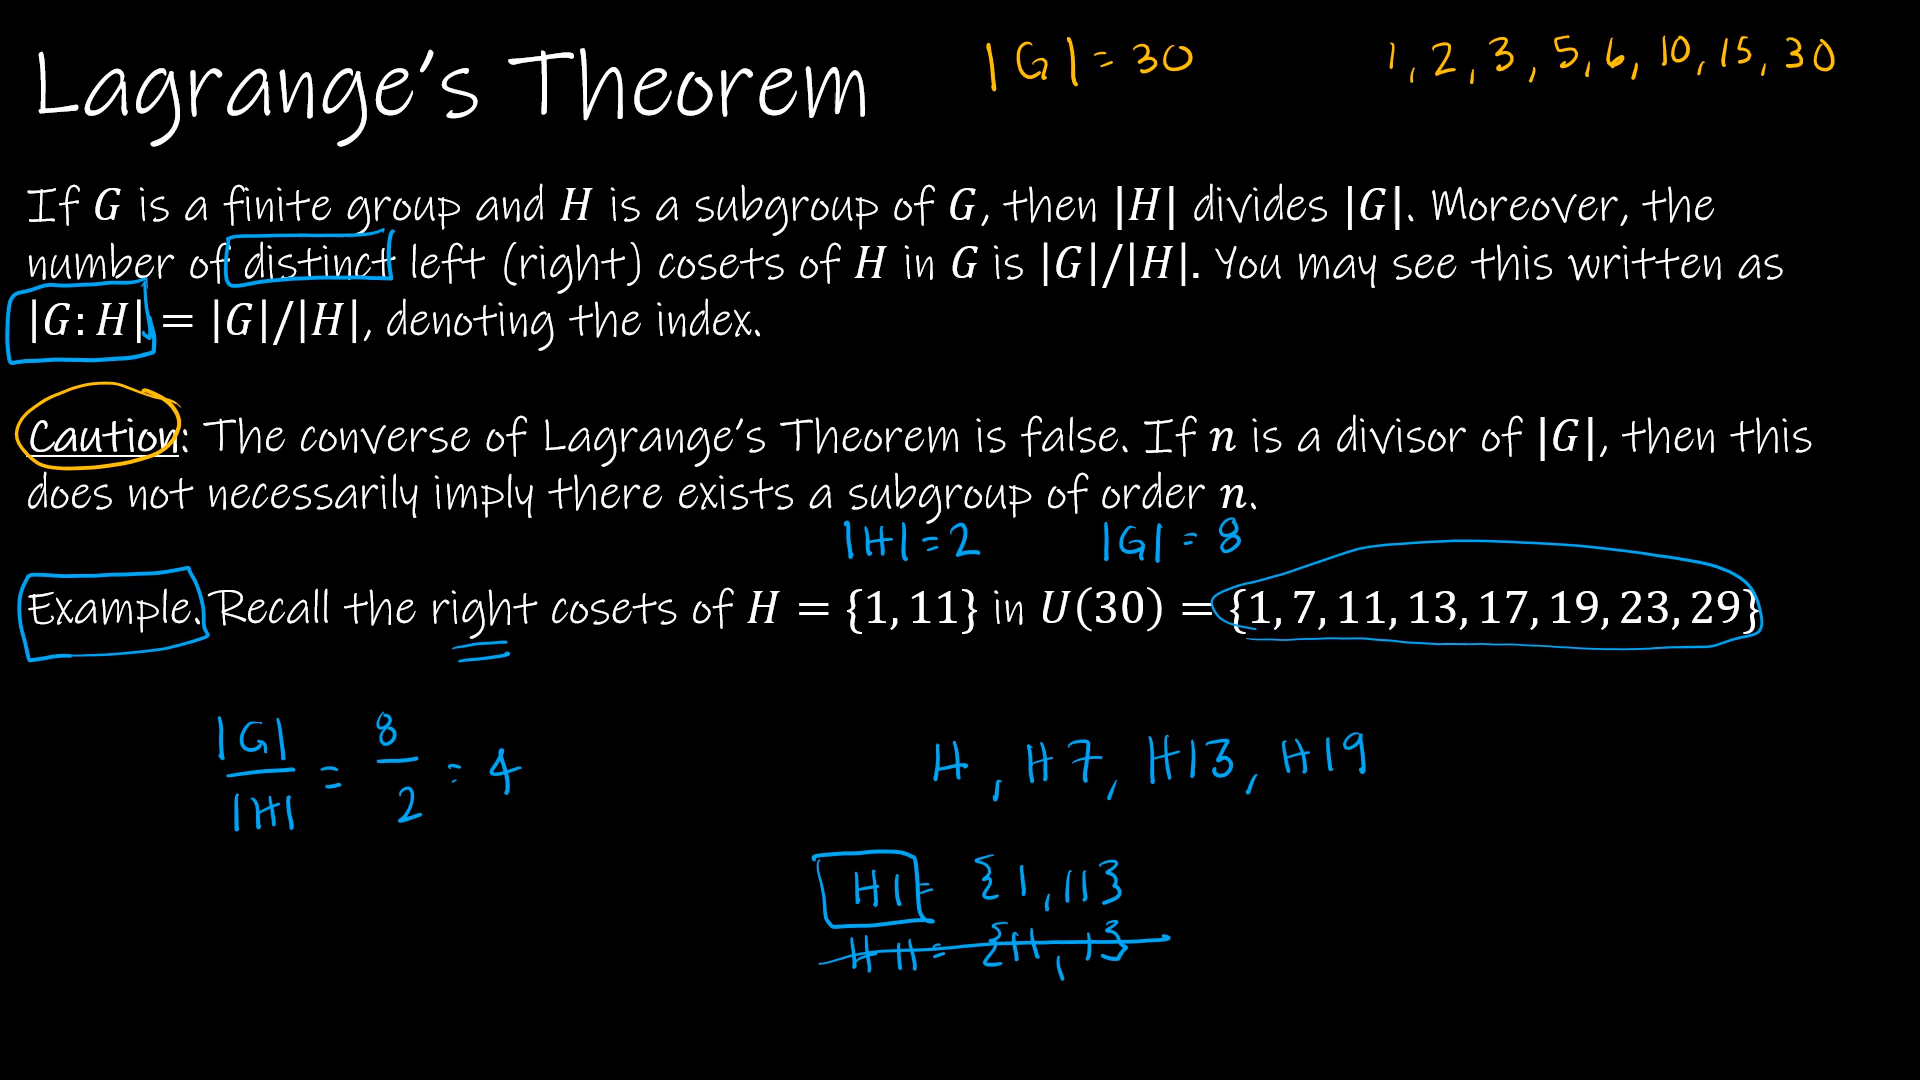 Lagrange's Theorem
|G| = 30
1, 2, 3, 5, 6, 10, 15, 30
If G is a finite group and H is a subgroup of G, then |H| divides |G|. Moreover, the
number of distinct left (right) cosets of H in G is |G|/|H|. You may see this written as
|G: H| = |G|/|H|, denoting the index.
Caution: The converse of Lagrange's Theorem is false. If n is a divisor of |G|, then this
does not necessarily imply there exists a subgroup of order n.
|H| = 2
|G| = 8
Example. Recall the right cosets of H = {1, 11} in U(30) = {1, 7, 11, 13, 17, 19, 23, 29}
|G|/|H| = 8/2 = 4
H, H7, H13, H19
H1 = {1, 11}
H11 = {11, 1}